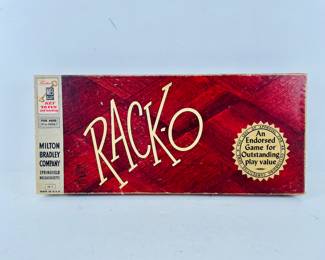 MILTON
BRADLEY
COMPANY
SPRINGFIELD
MASSACHUSETTS
RACK-O
An
Endorsed
Game for
Outstanding
play value